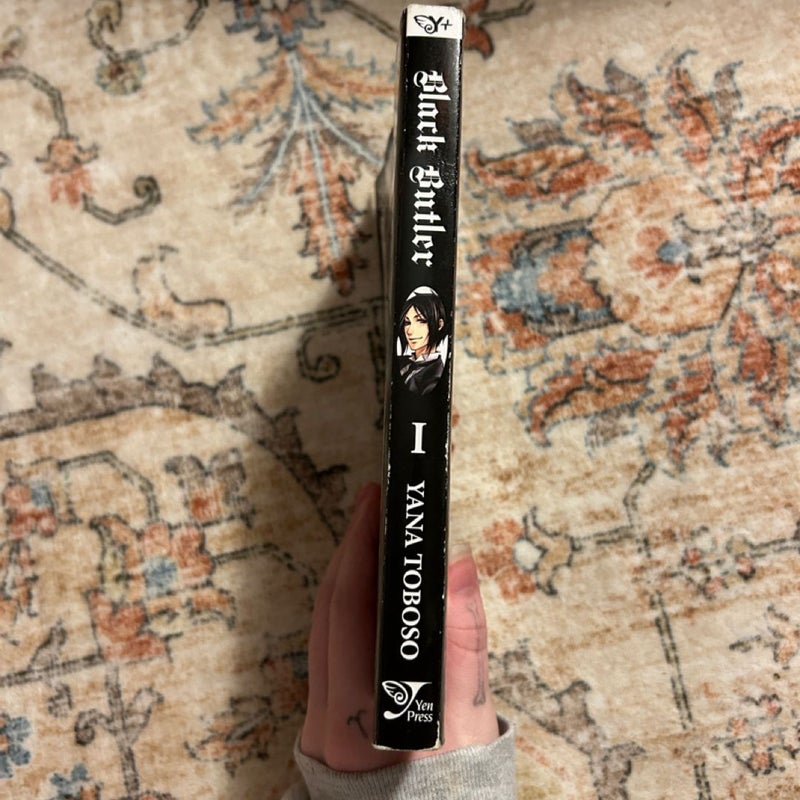 Y+
Black Butler
I
YANA TOBOSO
Yen
Press